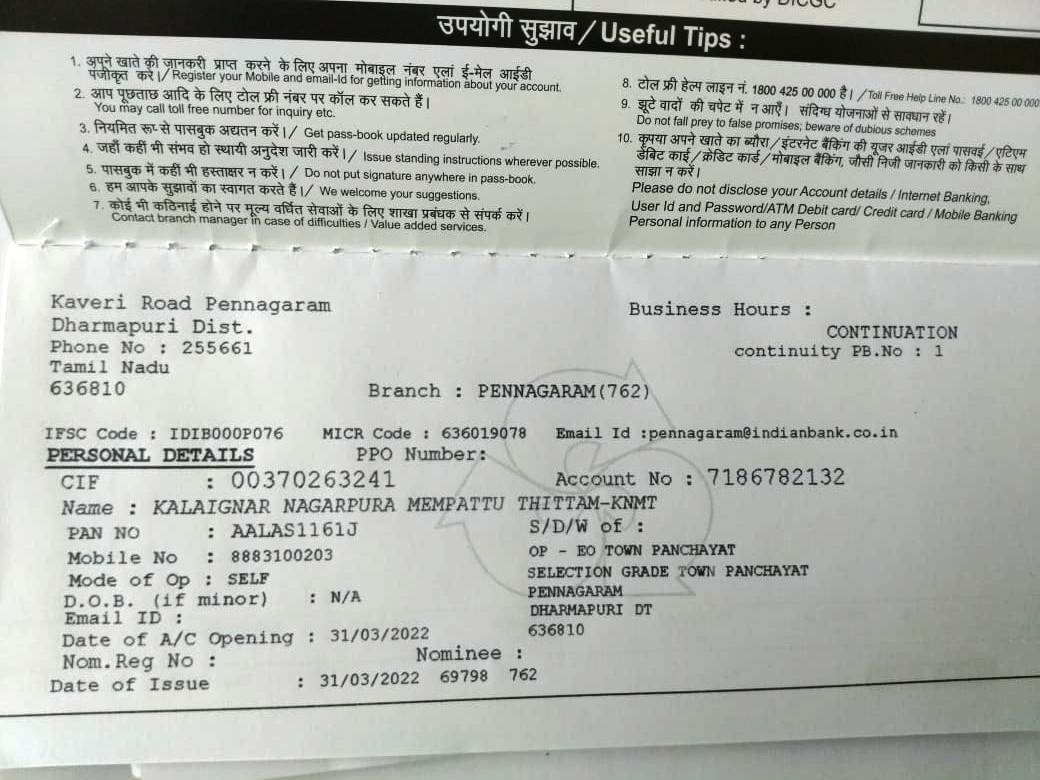 by DICGC
उपयोगी सुझाव / Useful Tips :
1. अपुने खाते की जानकरी प्राप्त करने के लिए अपना मोबाइल नंबर एलां ई-मेल आईडी
पंजीकृत करें।/ Register your Mobile and email-Id for getting information about your account.
2. आप पूछताछ आदि के लिए टोल फ्री नंबर पर कॉल कर सकते हैं।
You may call toll free number for inquiry etc.
3. नियमित रूप से पासबुक अद्यतन करें।/ Get pass-book updated regularly.
4. जहाँ कहीं भी संभव हो स्थायी अनुदेश जारी करें।/ Issue standing instructions wherever possible.
5. पासबुक में कहीं भी हस्ताक्षर न करें।/ Do not put signature anywhere in pass-book.
6. हम आपके सुझावों का स्वागत करते हैं।/ We welcome your suggestions.
7. कोई भी कठिनाई होने पर मूल्य वर्धित सेवाओं के लिए शाखा प्रबंधक से संपर्क करें।
Contact branch manager in case of difficulties / Value added services.
8. टोल फ्री हेल्प लाइन नं. 1800 425 00 000 है। / Toll Free Help Line No.: 1800 425 00 000
9. झूटे वादों की चपेट में न आएँ। संदिग्ध योजनाओं से सावधान रहें।
Do not fall prey to false promises; beware of dubious schemes
10. कृपया अपने खाते का ब्यौरा/इंटरनेट बैंकिंग की यूजर आईडी एलां पासवर्ड/एटिएम
डेबिट कार्ड/क्रेडिट कार्ड/मोबाइल बैंकिंग, जौसी निजी जानकारी को किसी के साथ
साझा न करें।
Please do not disclose your Account details / Internet Banking,
User Id and Password/ATM Debit card/ Credit card / Mobile Banking
Personal information to any Person
Kaveri Road Pennagaram
Dharmapuri Dist.
Phone No : 255661
Tamil Nadu
636810
Business Hours :
CONTINUATION
continuity PB.No : 1
Branch : PENNAGARAM(762)
IFSC Code : IDIB000P076 MICR Code : 636019078 Email Id :pennagaram@indianbank.co.in
PERSONAL DETAILS PPO Number:
CIF : 00370263241 Account No : 7186782132
Name : KALAIGNAR NAGARPURA MEMPATTU THITTAM-KNMT
PAN NO : AALAS1161J S/D/W of :
Mobile No : 8883100203 OP - EO TOWN PANCHAYAT
Mode of Op : SELF SELECTION GRADE TOWN PANCHAYAT
D.O.B. (if minor) : N/A PENNAGARAM
Email ID : DHARMAPURI DT
Date of A/C Opening : 31/03/2022 636810
Nom.Reg No : Nominee :
Date of Issue : 31/03/2022 69798 762